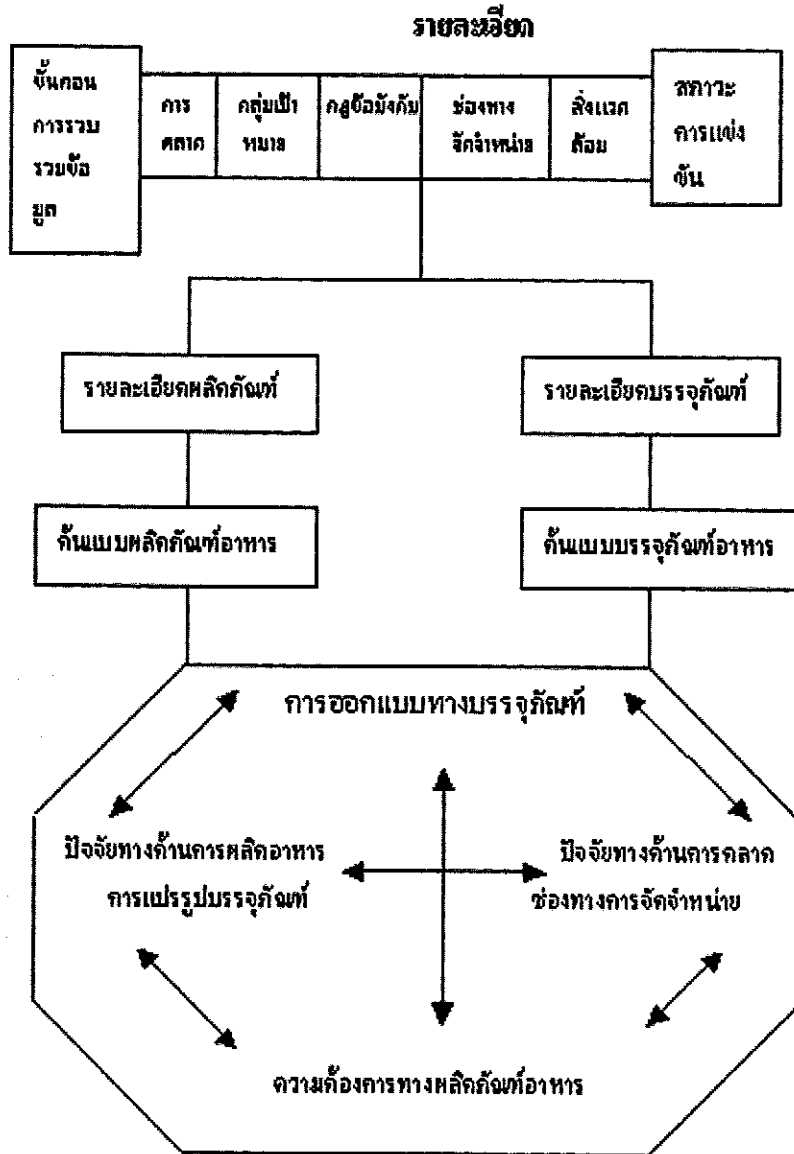 รายละเอียด
ขั้นตอน
การรวบ
รวมข้อ
มูล
การ
ตลาด
กลุ่มเป้า
หมาย
กฎข้อบังคับ
ช่องทาง
จัดจำหน่าย
สิ่งแวด
ล้อม
สภาวะ
การแข่ง
ขัน
รายละเอียดผลิตภัณฑ์
รายละเอียดบรรจุภัณฑ์
ต้นแบบผลิตภัณฑ์อาหาร
ต้นแบบบรรจุภัณฑ์อาหาร
การออกแบบทางบรรจุภัณฑ์
ปัจจัยทางด้านการผลิตอาหาร
การแปรรูปบรรจุภัณฑ์
ปัจจัยทางด้านการตลาด
ช่องทางการจัดจำหน่าย
ความต้องการทางผลิตภัณฑ์อาหาร